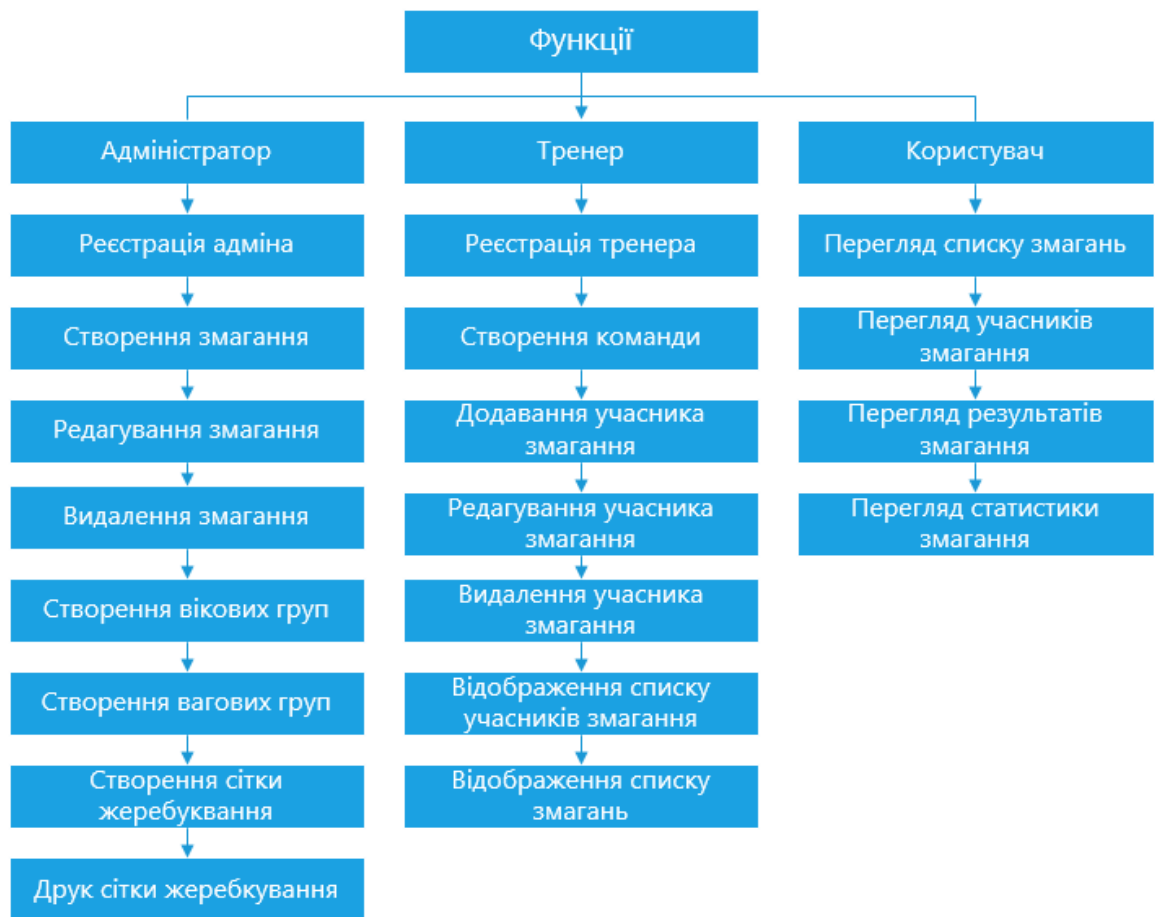 Функції
Адміністратор
Реєстрація адміна
Створення змагання
Редагування змагання
Видалення змагання
Створення вікових груп
Створення вагових груп
Створення сітки
жеребуквання
Друк сітки жеребкування
Тренер
Реєстрація тренера
Створення команди
Додавання учасника
змагання
Редагування учасника
змагання
Видалення учасника
змагання
Відображення списку
учасників змагання
Відображення списку
змагань
Користувач
Перегляд списку змагань
Перегляд учасників
змагання
Перегляд результатів
змагання
Перегляд статистики
змагання